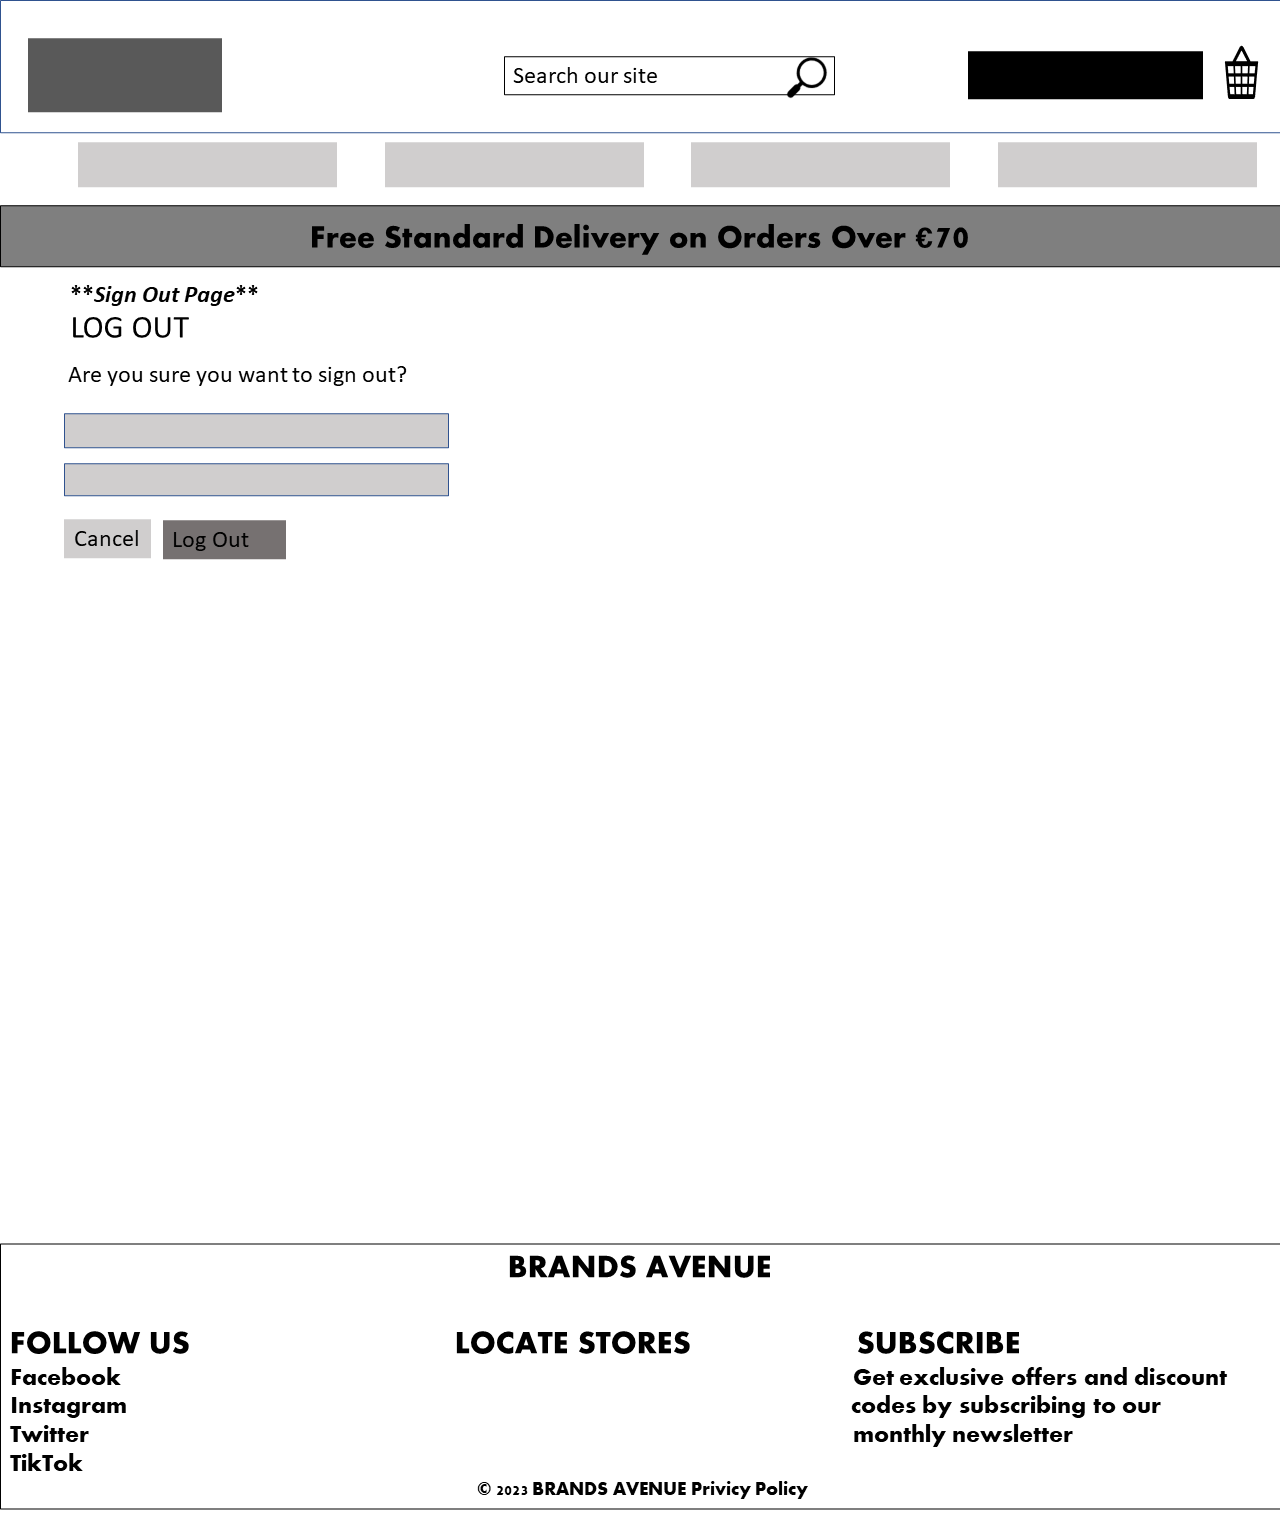 Search our site
Free Standard Delivery on Orders Over €70
**Sign Out Page**
LOG OUT
Are you sure you want to sign out?
Cancel
Log Out
BRANDS AVENUE
FOLLOW US
Facebook
Instagram
Twitter
TikTok
LOCATE STORES
SUBSCRIBE
Get exclusive offers and discount
codes by subscribing to our
monthly newsletter
© 2023 BRANDS AVENUE Privicy Policy